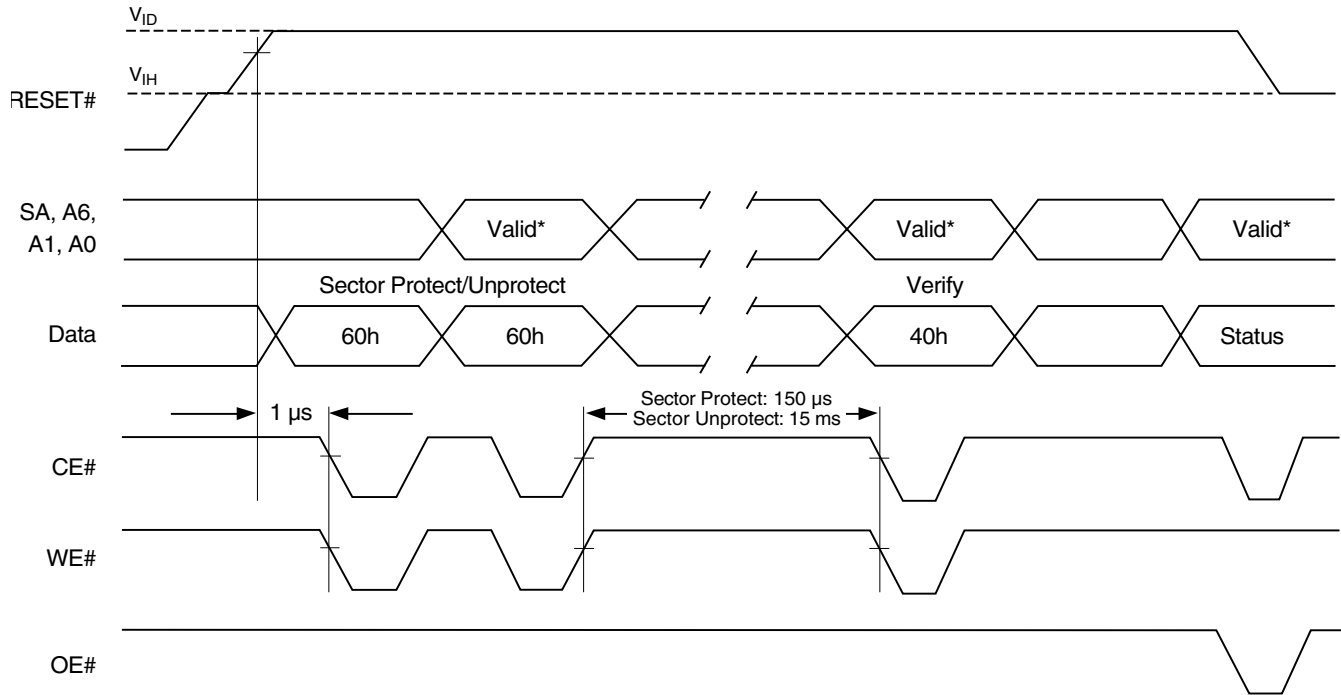 VID
VIH
RESET#
SA, A6,
A1, A0
Valid*
Valid*
Valid*
Sector Protect/Unprotect
Verify
Data
60h
60h
40h
Status
1 µs
Sector Protect: 150 µs
Sector Unprotect: 15 ms
CE#
WE#
OE#